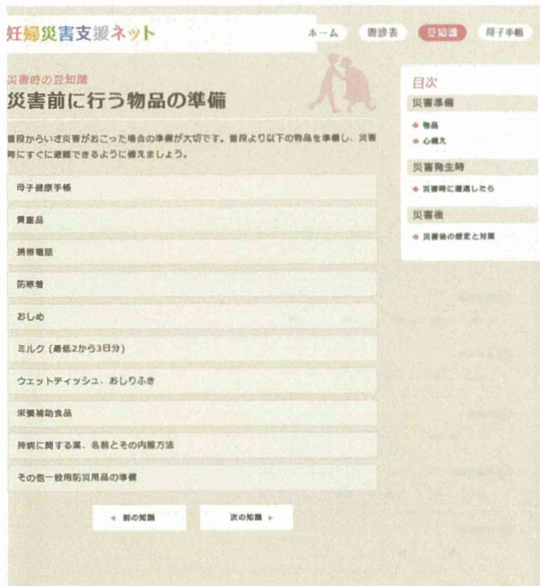 妊婦災害支援ネット
ホーム 問診表 豆知識 母子手帳
災害時の豆知識
災害前に行う物品の準備
普段からいざ災害がおこった場合の準備が大切です。普段より以下の物品を準備し、災害
時にすぐに避難できるように備えましょう。
母子健康手帳
貴重品
携帯電話
防寒着
おしめ
ミルク (最低2から3日分)
ウェットティッシュ、おしりふき
栄養補助食品
持病に関する薬、名前とその内服方法
その他一般用防災用品の準備
前の知識 次の知識
目次
災害準備
物品
心構え
災害発生時
災害時に遭遇したら
災害後
災害後の想定と対策